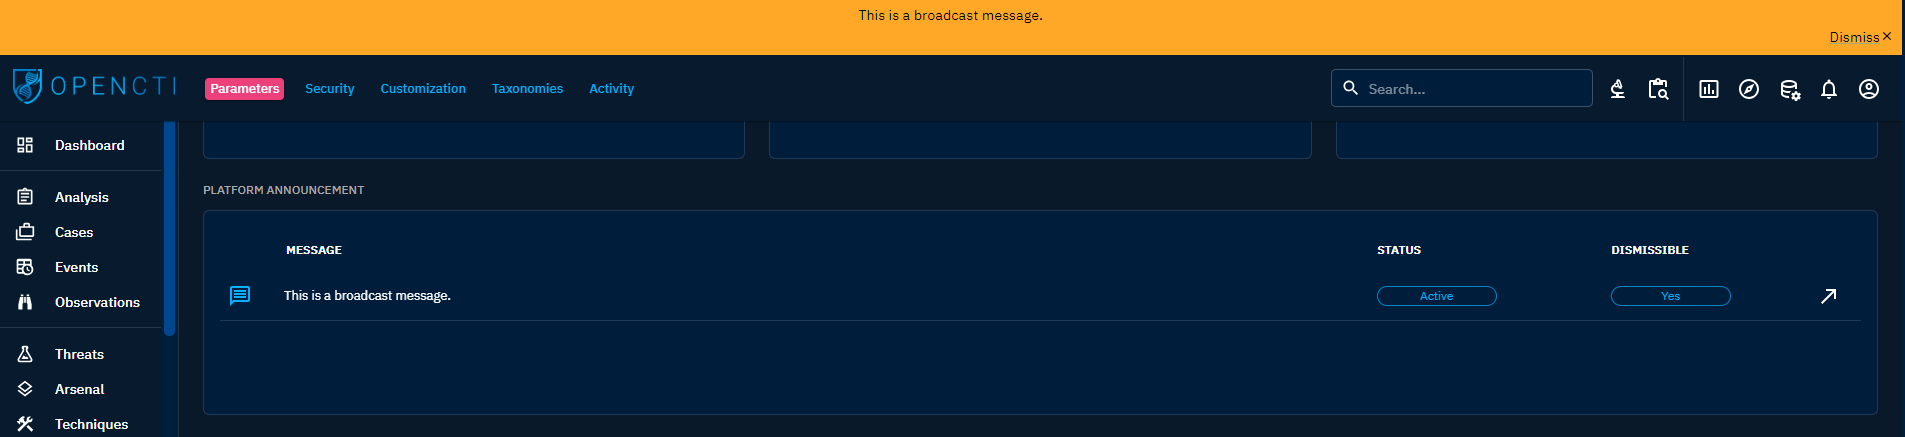 This is a broadcast message.
Dismiss ×
OPENCTI
Parameters Security Customization Taxonomies Activity
Search...
Dashboard
Analysis
Cases
Events
Observations
Threats
Arsenal
Techniques
PLATFORM ANNOUNCEMENT
MESSAGE STATUS DISMISSIBLE
This is a broadcast message. Active Yes